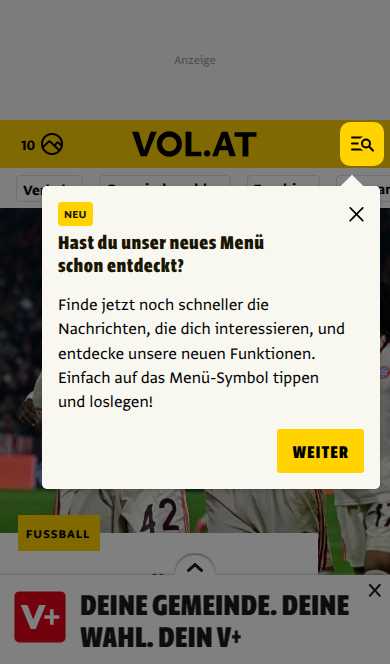 Anzeige
10
VOL.AT
NEU
Hast du unser neues Menü
schon entdeckt?
Finde jetzt noch schneller die
Nachrichten, die dich interessieren, und
entdecke unsere neuen Funktionen.
Einfach auf das Menü-Symbol tippen
und loslegen!
WEITER
42
FUSSBALL
V+
DEINE GEMEINDE. DEINE
WAHL. DEIN V+